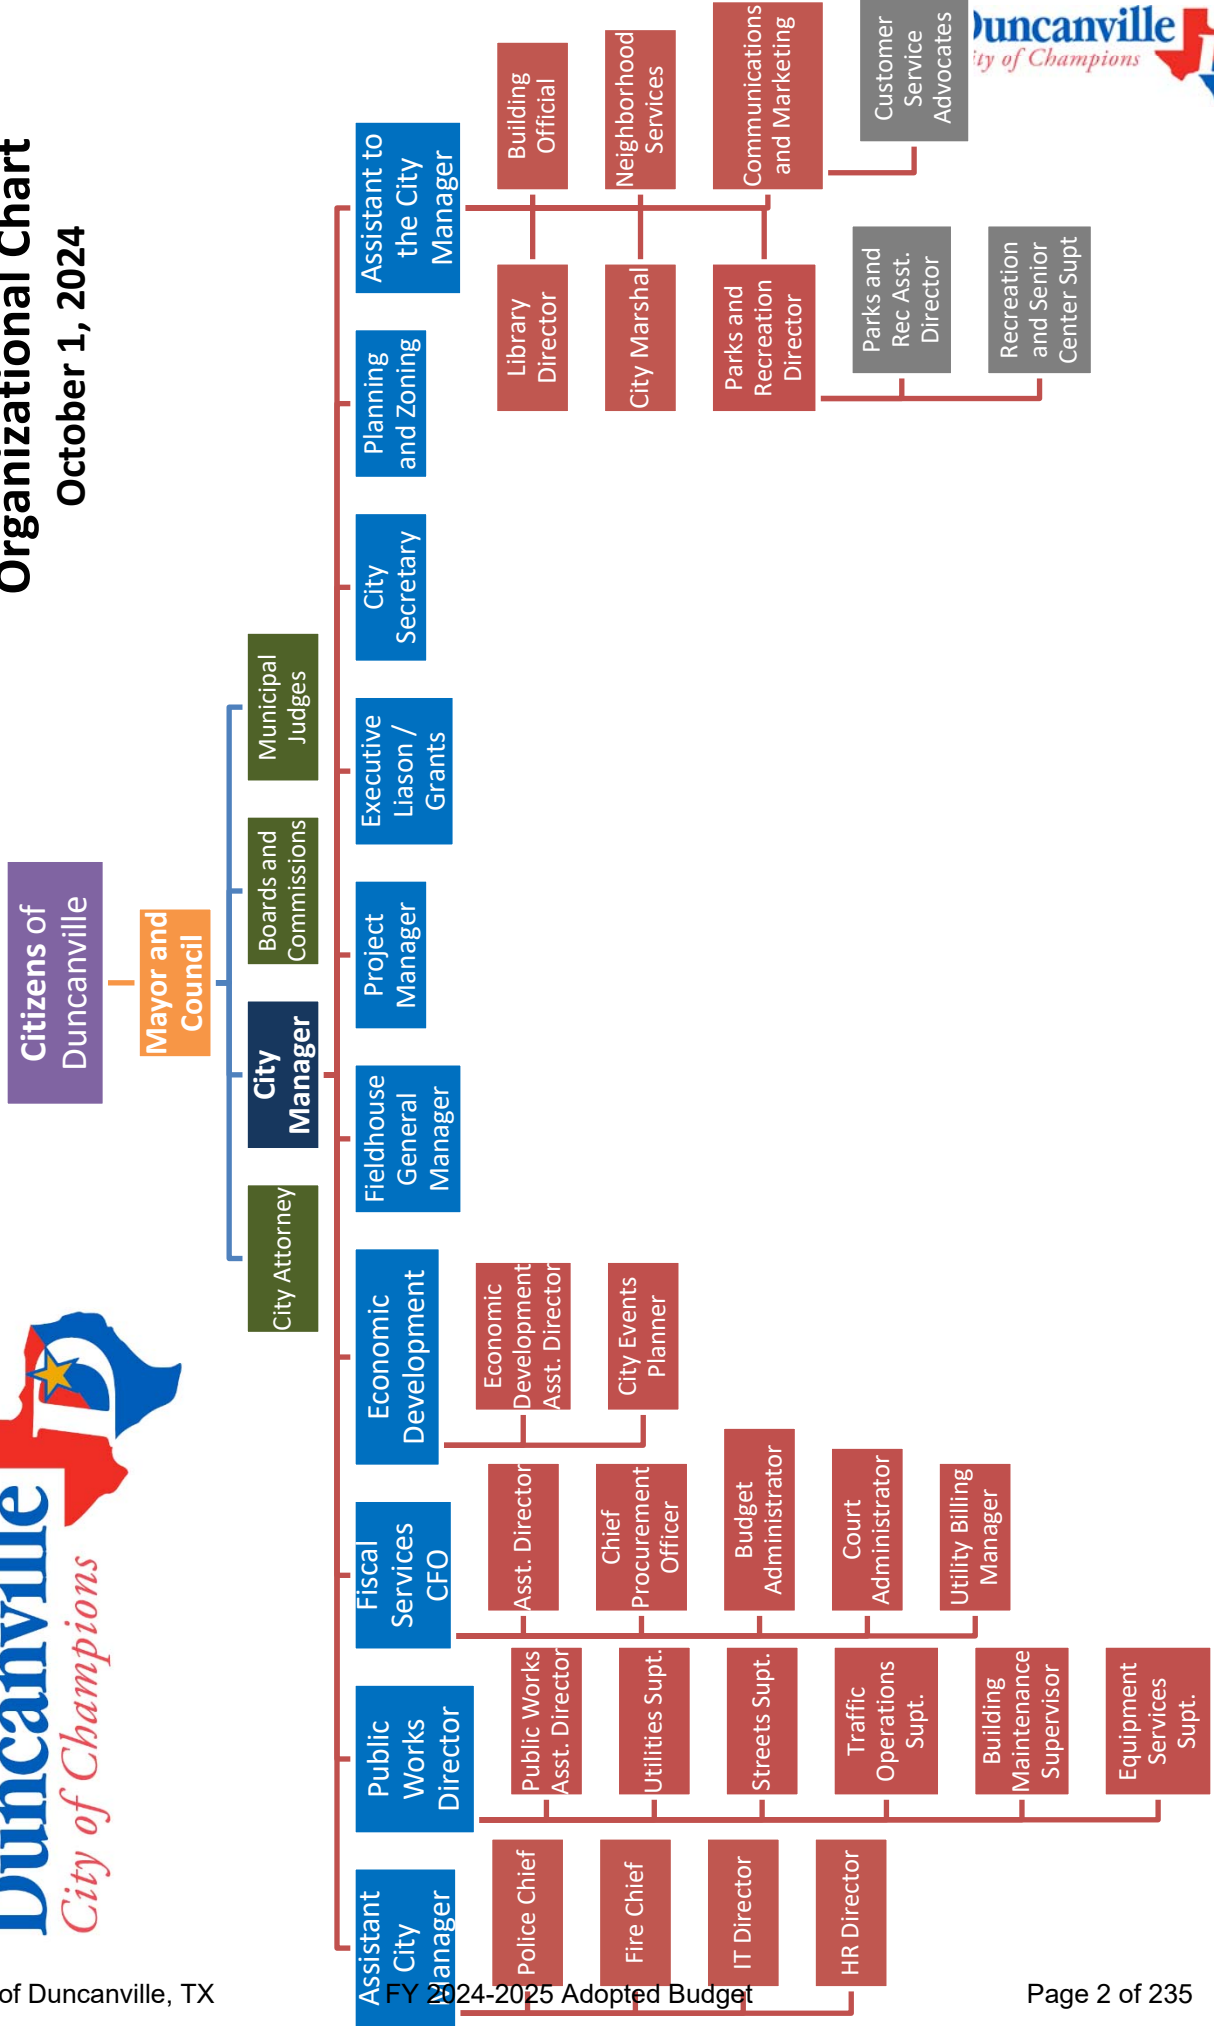 Duncanville
City of Champions
Organizational Chart
October 1, 2024
Citizens of
Duncanville
Mayor and
Council
City Attorney
City
Manager
Boards and
Commissions
Municipal
Judges
Assistant
City
Manager
Public
Works
Director
Fiscal
Services
CFO
Economic
Development
Fieldhouse
General
Manager
Project
Manager
Executive
Liason /
Grants
City
Secretary
Planning
and Zoning
Assistant to
the City
Manager
Police Chief
Fire Chief
IT Director
HR Director
Public Works
Asst. Director
Utilities Supt.
Streets Supt.
Traffic
Operations
Supt.
Building
Maintenance
Supervisor
Equipment
Services
Supt.
Asst. Director
Chief
Procurement
Officer
Budget
Administrator
Court
Administrator
Utility Billing
Manager
Economic
Development
Asst. Director
City Events
Planner
Library
Director
Building
Official
City Marshal
Neighborhood
Services
Parks and
Recreation
Director
Communications
and Marketing
Parks and
Rec Asst.
Director
Recreation
and Senior
Center Supt
Customer
Service
Advocates
Duncanville
ity of Champions
of Duncanville, TX
FY 2024-2025 Adopted Budget
Page 2 of 235